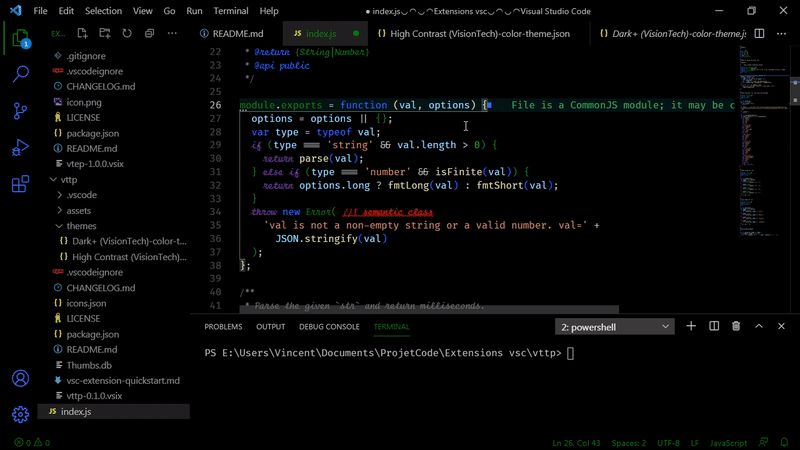 File Edit Selection View Go Run Terminal Help
● index.js◡◠◡◠Extensions vsc◡◠◡◠Visual Studio Code
EX...
README.md
index.js
High Contrast (VisionTech)-color-theme.json
Dark+ (VisionTech)-color-theme.js
.gitignore
.vscodeignore
CHANGELOG.md
icon.png
LICENSE
package.json
README.md
vtep-1.0.0.vsix
vttp
.vscode
assets
themes
Dark+ (VisionTech)-color-t...
High Contrast (VisionTech)...
.vscodeignore
CHANGELOG.md
icons.json
LICENSE
package.json
README.md
Thumbs.db
vsc-extension-quickstart.md
vttp-0.1.0.vsix
index.js
1
22 * @return {String|Number}
23 * @api public
24 */
26 module.exports = function (val, options) { File is a CommonJS module; it may be c
27 options = options || {};
28 var type = typeof val;
29 if (type === 'string' && val.length > 0) {
30 return parse(val);
31 } else if (type === 'number' && isFinite(val)) {
32 return options.long ? fmtLong(val) : fmtShort(val);
33 }
34 throw new Error( //! semantic class
35 'val is not a non-empty string or a valid number. val=' +
36 JSON.stringify(val)
37 );
38 };
40 /**
41 * Parse the given `str` and return milliseconds.
PROBLEMS OUTPUT DEBUG CONSOLE TERMINAL
2: powershell
PS E:\Users\Vincent\Documents\ProjetCode\Extensions vsc\vttp>
0 0
Ln 26, Col 43 Spaces: 2 UTF-8 LF JavaScript